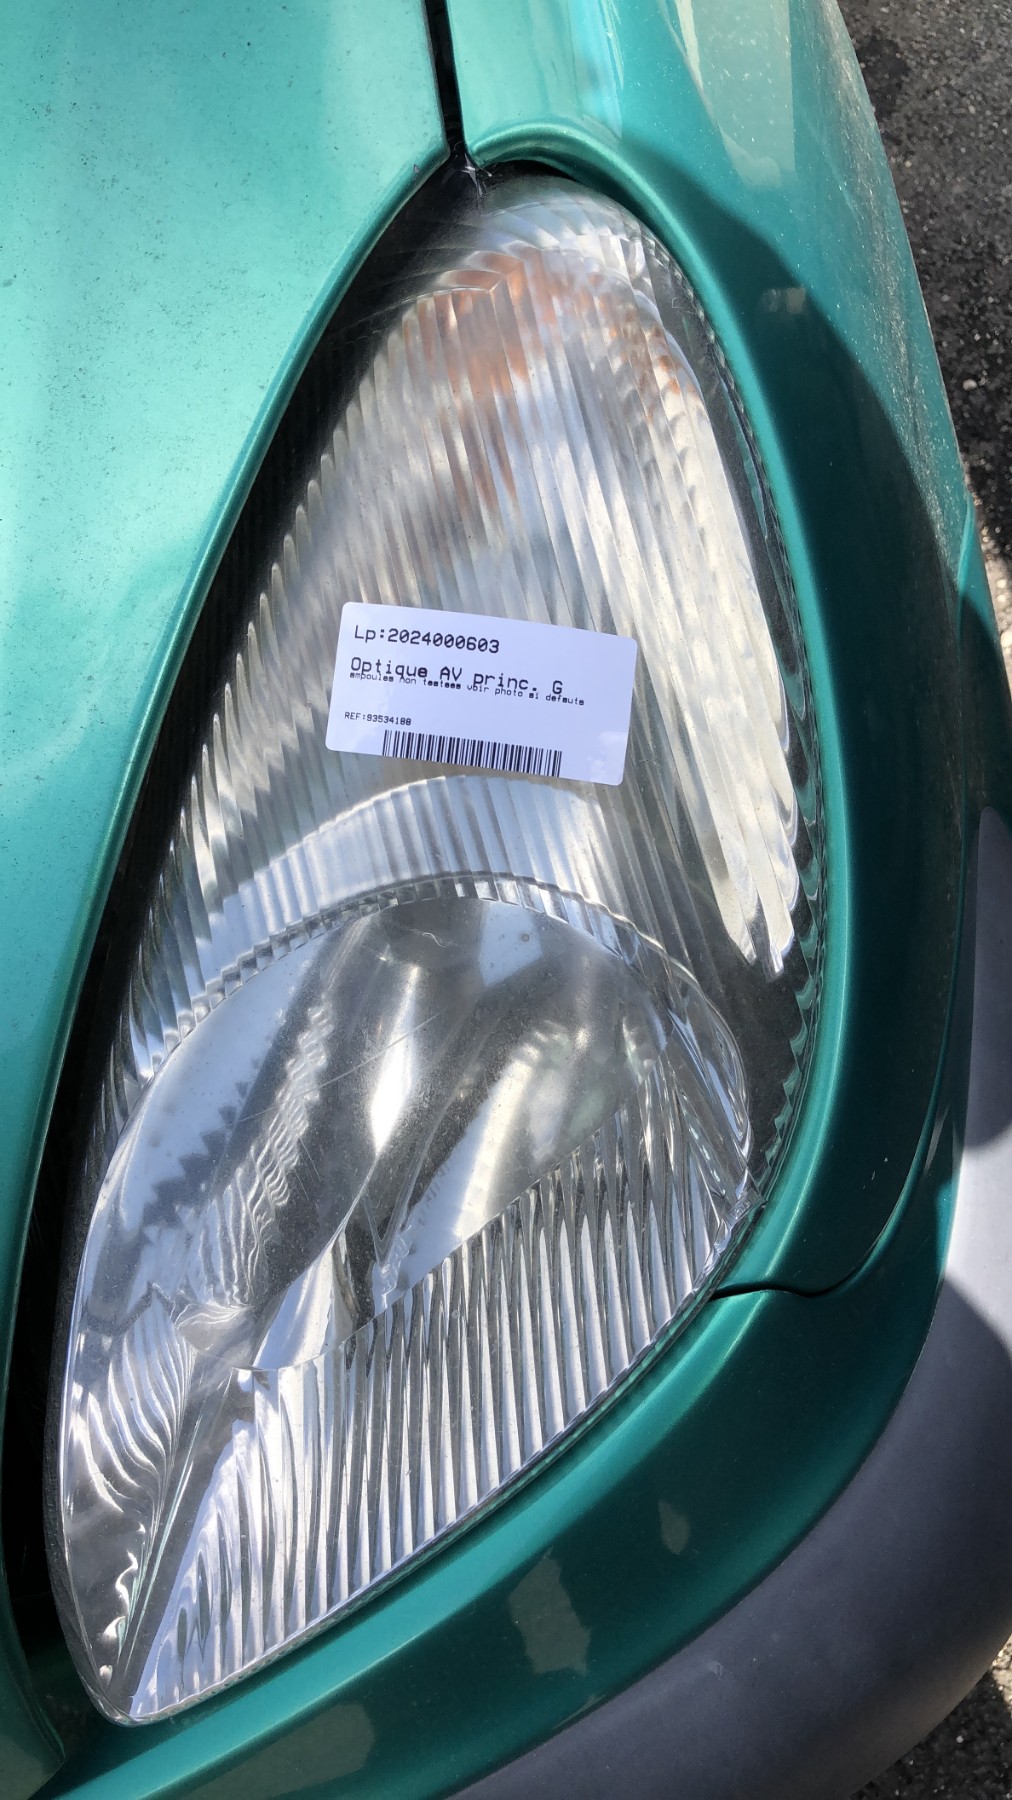 Lp:2024000603
Optique AV princ. G
ampoules non testees voir photo si defauts
REF:93534188